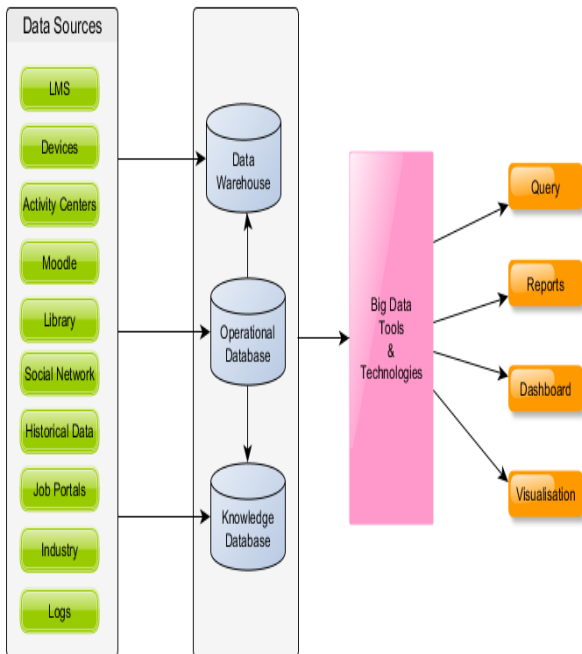 Data Sources
LMS
Devices
Activity Centers
Moodle
Library
Social Network
Historical Data
Job Portals
Industry
Logs
Data
Warehouse
Operational
Database
Knowledge
Database
Big Data
Tools
&
Technologies
Query
Reports
Dashboard
Visualisation